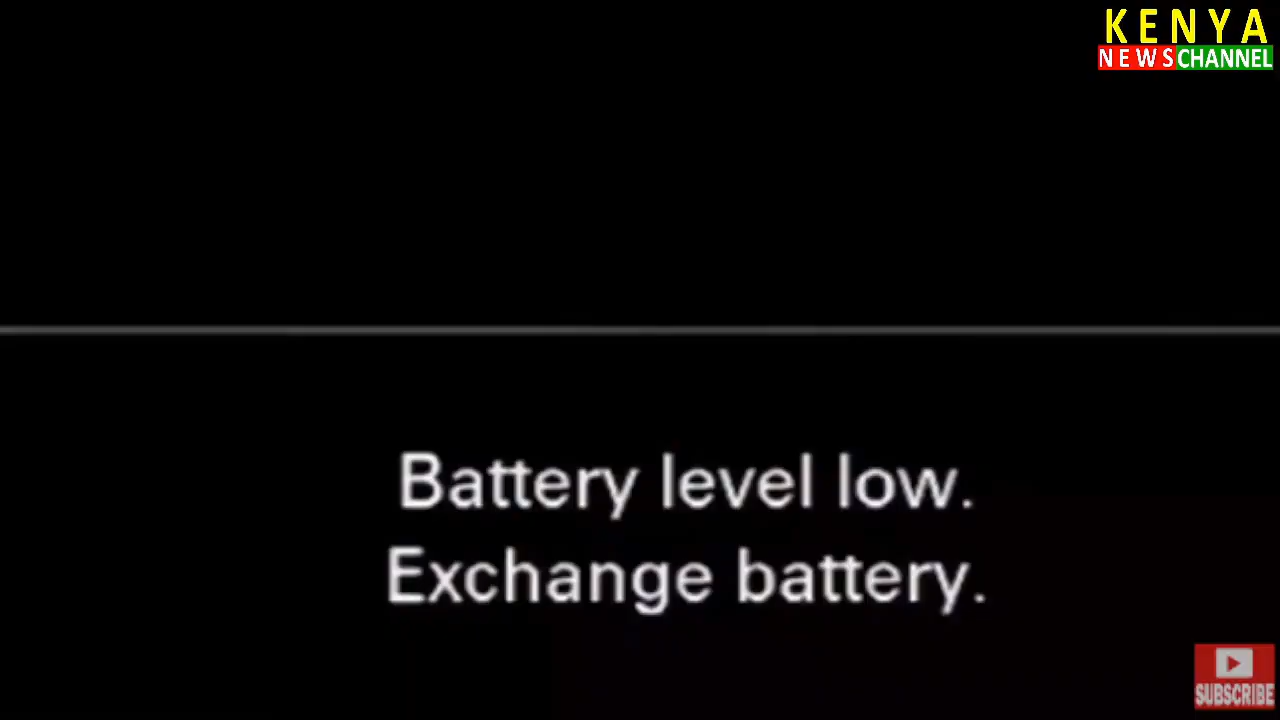 KENYA
NEWS CHANNEL
Battery level low.
Exchange battery.
SUBSCRIBE